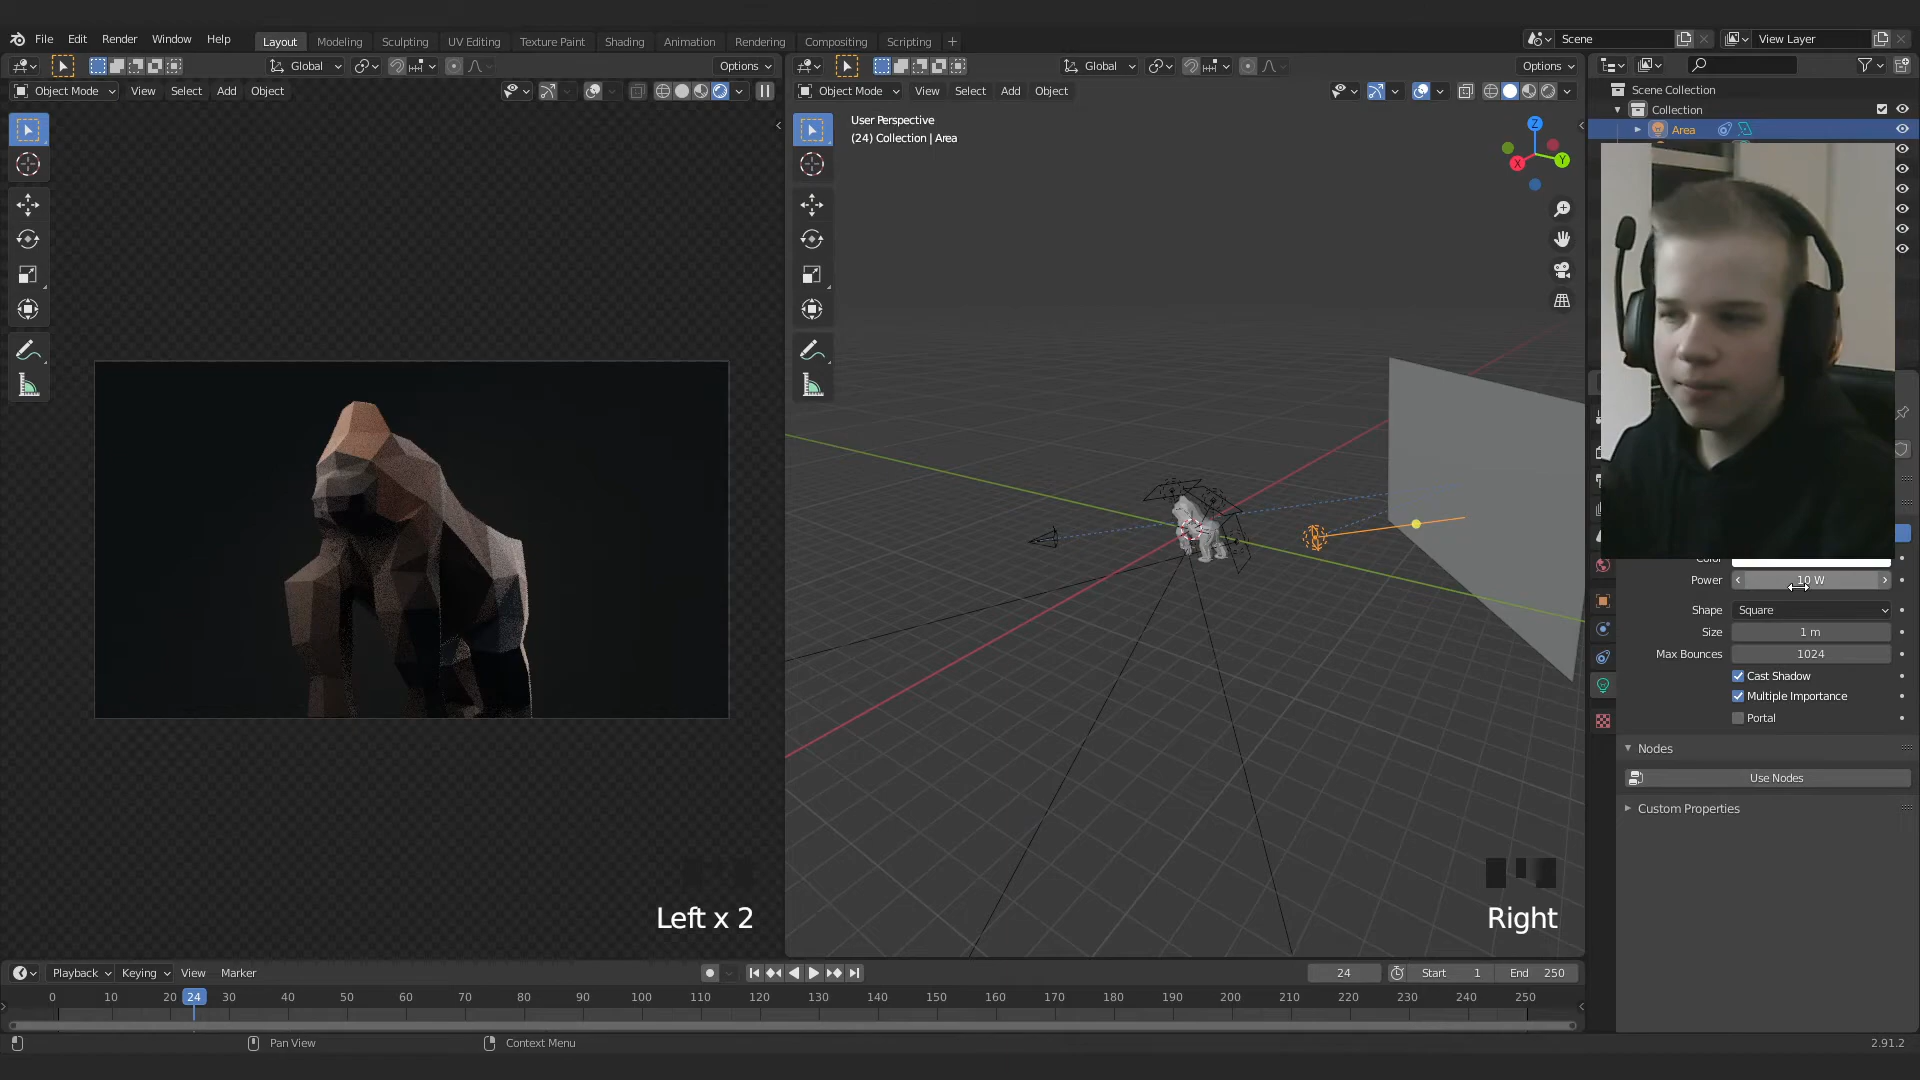 File Edit Render Window Help
Layout Modeling Sculpting UV Editing Texture Paint Shading Animation Rendering Compositing Scripting +
Scene
View Layer
Global
Options
Global
Options
Object Mode View Select Add Object
Object Mode View Select Add Object
User Perspective
(24) Collection | Area
Z
X
Y
Scene Collection
Collection
Area
Power 10 W
Shape Square
Size 1 m
Max Bounces 1024
Cast Shadow
Multiple Importance
Portal
Nodes
Use Nodes
Custom Properties
Left x 2
Right
Playback Keying View Marker
24
Start 1
End 250
0 10 20 24 30 40 50 60 70 80 90 100 110 120 130 140 150 160 170 180 190 200 210 220 230 240 250
Pan View
Context Menu
2.91.2